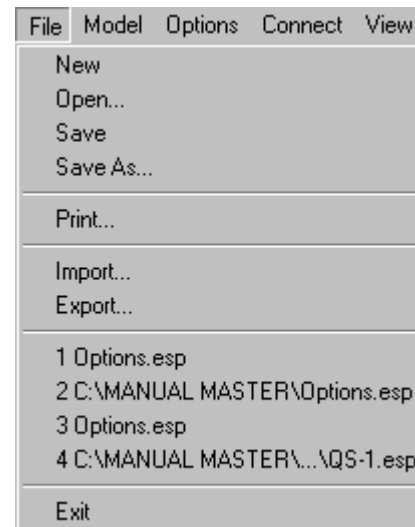 File Model Options Connect View
New
Open...
Save
Save As...
Print...
Import...
Export...
1 Options.esp
2 C:\MANUAL MASTER\Options.esp
3 Options.esp
4 C:\MANUAL MASTER\...\QS-1.esp
Exit